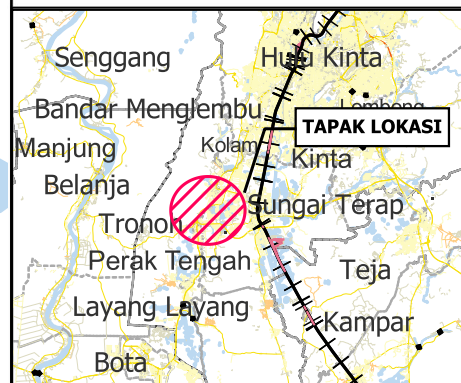 Senggang
Hulu Kinta
Bandar Menglembu
TAPAK LOKASI
Manjung
Kolam
Kinta
Belanja
Sungai Terap
Tronoh
Perak Tengah
Teja
Layang Layang
Kampar
Bota